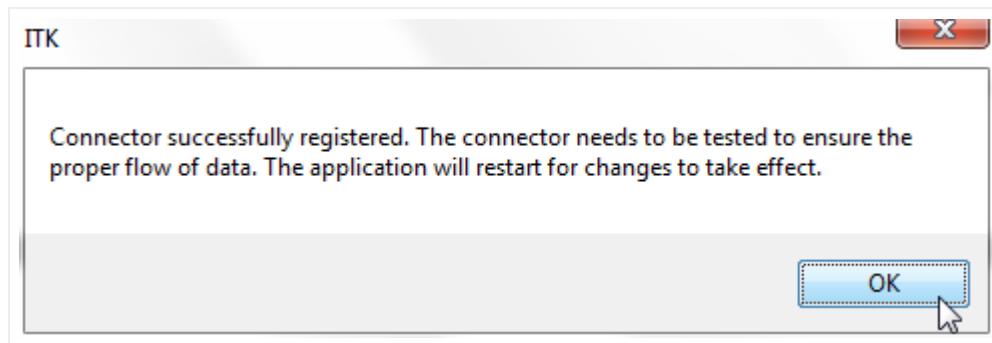 ITK
Connector successfully registered. The connector needs to be tested to ensure the
proper flow of data. The application will restart for changes to take effect.
OK